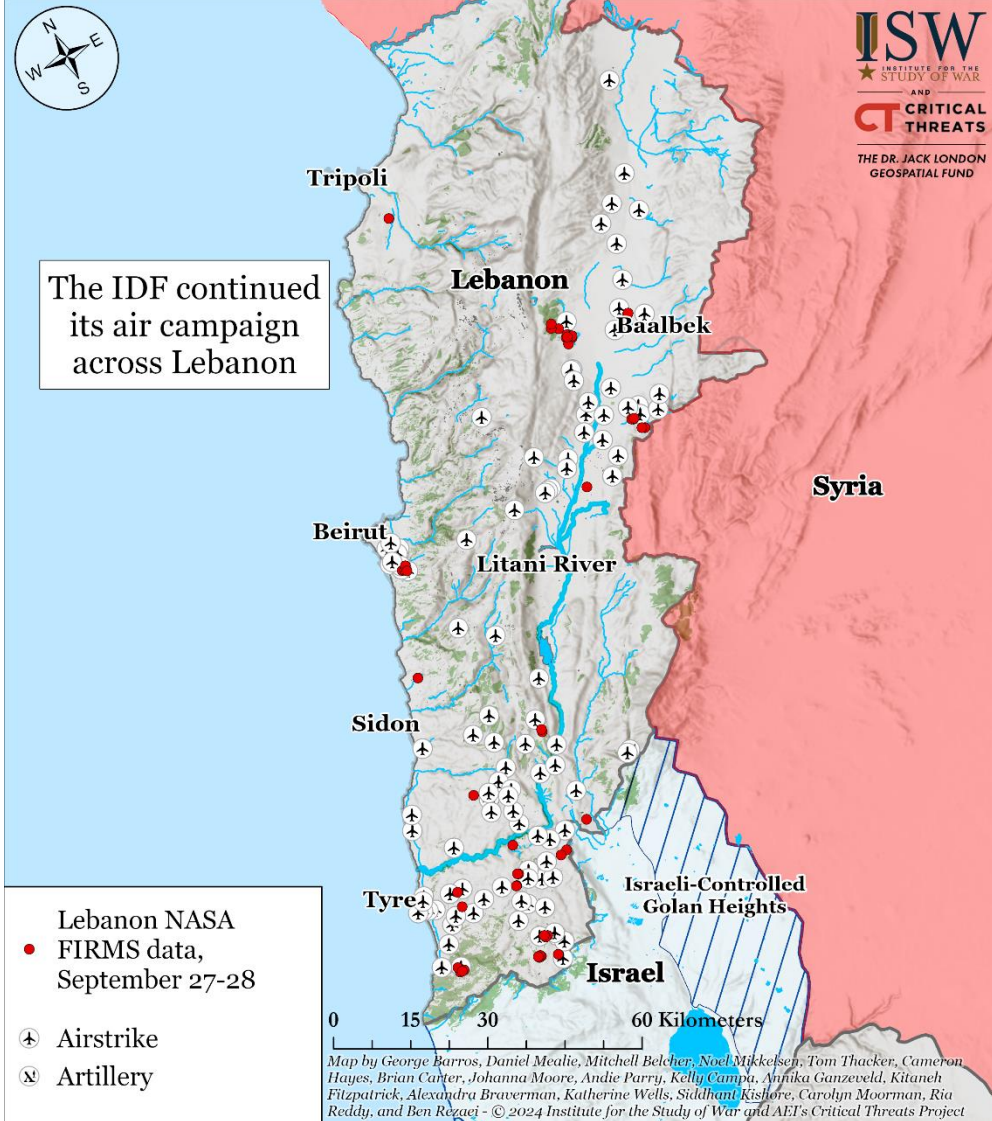 N
E
W
S
ISW
INSTITUTE FOR THE
STUDY OF WAR
AND
CT CRITICAL
THREATS
THE DR. JACK LONDON
GEOSPATIAL FUND
Tripoli
The IDF continued
its air campaign
across Lebanon
Lebanon
Baalbek
Syria
Beirut
Litani River
Sidon
Tyre
Israeli-Controlled
Golan Heights
Israel
Lebanon NASA
FIRMS data,
September 27-28
Airstrike
Artillery
0 15 30 60 Kilometers
Map by George Barros, Daniel Mealie, Mitchell Belcher, Noel Mikkelsen, Tom Thacker, Cameron
Hayes, Brian Carter, Johanna Moore, Andie Parry, Kelly Campa, Annika Ganzeveld, Kitaneh
Fitzpatrick, Alexandra Braverman, Katherine Wells, Siddhant Kishore, Carolyn Moorman, Ria
Reddy, and Ben Rezaei - © 2024 Institute for the Study of War and AEI's Critical Threats Project